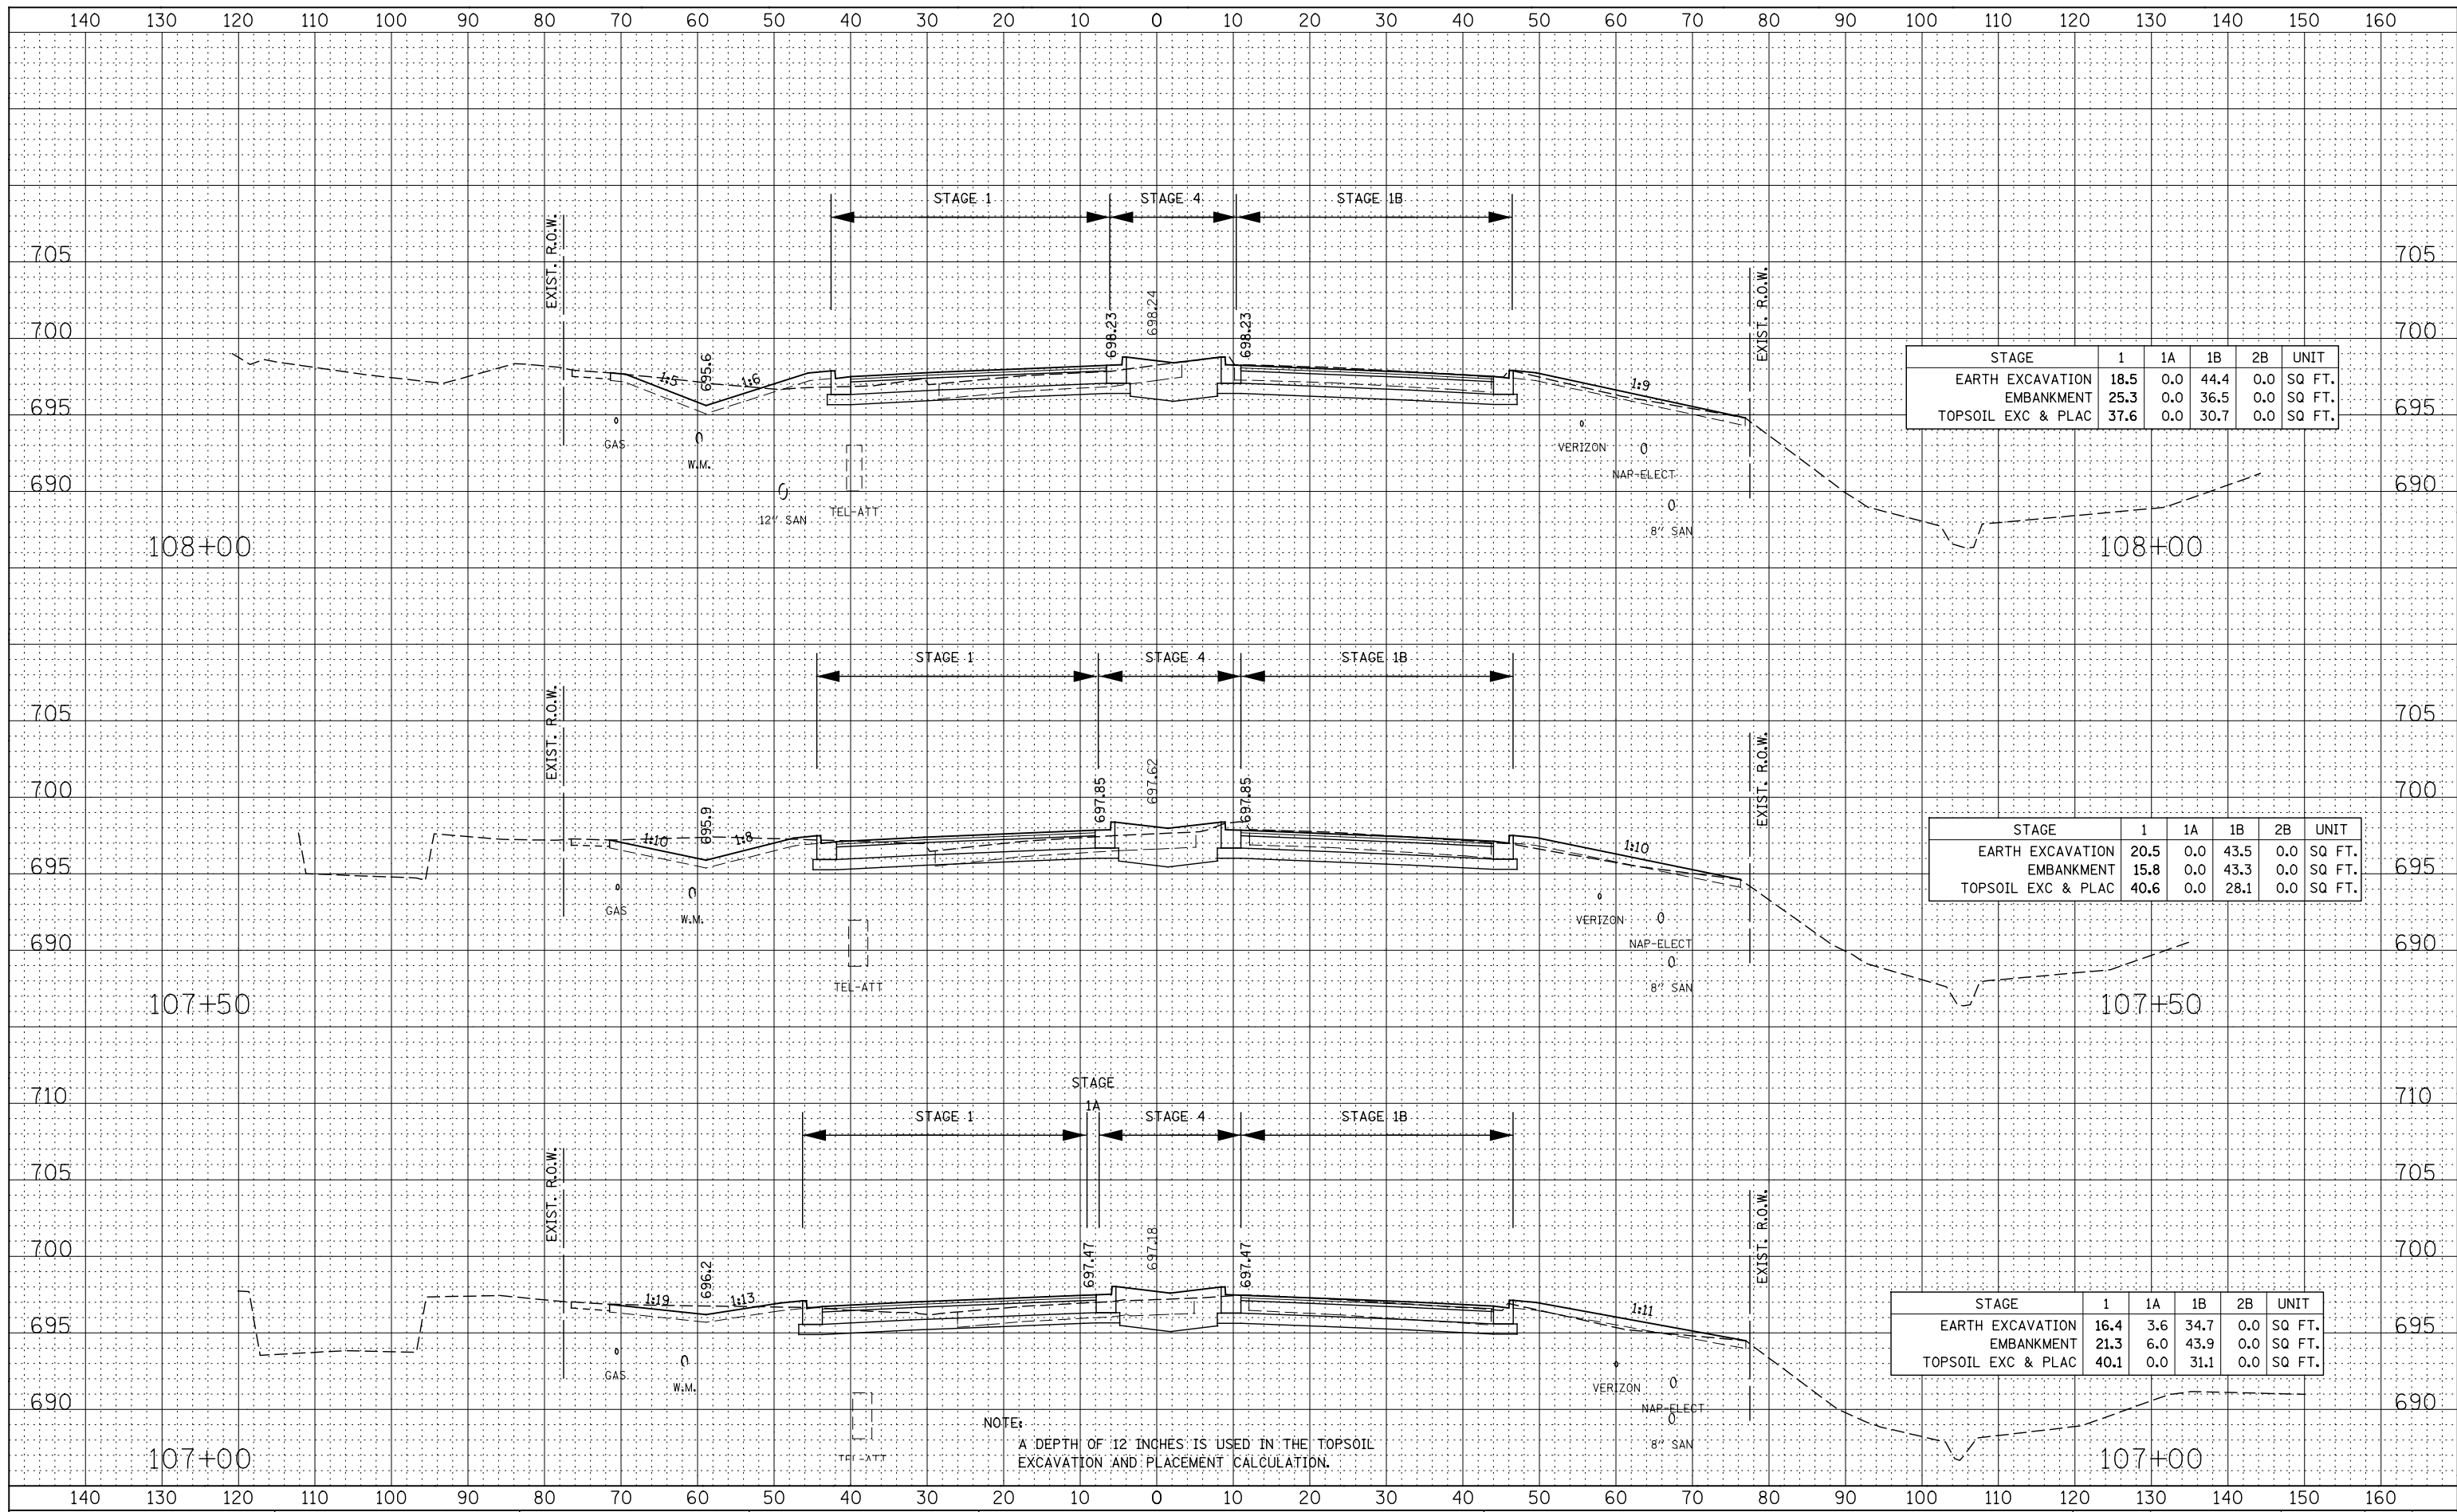 140 130 120 110 100 90 80 70 60 50 40 30 20 10 0 10 20 30 40 50 60 70 80 90 100 110 120 130 140 150 160
STAGE 1 STAGE 4 STAGE 1B
EXIST. R.O.W.
EXIST. R.O.W.
705 705
700 700
695 695
690 690
698.23
698.24
698.23
695.6
1:5 1:6 1:9
GAS
W.M.
12" SAN
TEL-ATT
VERIZON
NAP-ELECT
8" SAN
STAGE 1 1A 1B 2B UNIT
EARTH EXCAVATION 18.5 0.0 44.4 0.0 SQ FT.
EMBANKMENT 25.3 0.0 36.5 0.0 SQ FT.
TOPSOIL EXC & PLAC 37.6 0.0 30.7 0.0 SQ FT.
108+00 108+00
STAGE 1 STAGE 4 STAGE 1B
EXIST. R.O.W.
EXIST. R.O.W.
705 705
700 700
695 695
690 690
697.85
697.62
697.85
695.9
1:10 1:8 1:10
GAS
W.M.
TEL-ATT
VERIZON
NAP-ELECT
8" SAN
STAGE 1 1A 1B 2B UNIT
EARTH EXCAVATION 20.5 0.0 43.5 0.0 SQ FT.
EMBANKMENT 15.8 0.0 43.3 0.0 SQ FT.
TOPSOIL EXC & PLAC 40.6 0.0 28.1 0.0 SQ FT.
107+50 107+50
710 710
STAGE
1A
STAGE 1 STAGE 4 STAGE 1B
EXIST. R.O.W.
EXIST. R.O.W.
705 705
700 700
695 695
690 690
697.47
697.18
697.47
696.2
1:19 1:13 1:11
GAS
W.M.
TEL-ATT
VERIZON
NAP-ELECT
8" SAN
STAGE 1 1A 1B 2B UNIT
EARTH EXCAVATION 16.4 3.6 34.7 0.0 SQ FT.
EMBANKMENT 21.3 6.0 43.9 0.0 SQ FT.
TOPSOIL EXC & PLAC 40.1 0.0 31.1 0.0 SQ FT.
NOTE:
A DEPTH OF 12 INCHES IS USED IN THE TOPSOIL
EXCAVATION AND PLACEMENT CALCULATION.
107+00 107+00
140 130 120 110 100 90 80 70 60 50 40 30 20 10 0 10 20 30 40 50 60 70 80 90 100 110 120 130 140 150 160